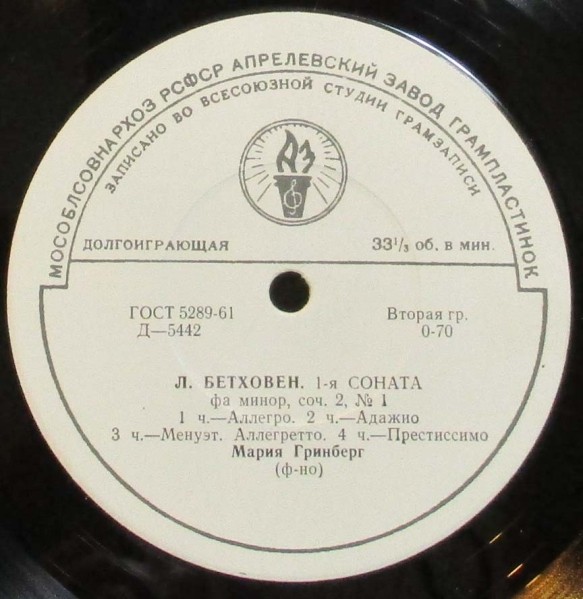 МОСОБЛСОВНАРХОЗ РСФСР АПРЕЛЕВСКИЙ ЗАВОД ГРАМПЛАСТИНОК
ЗАПИСАНО ВО ВСЕСОЮЗНОЙ СТУДИИ ГРАМЗАПИСИ
АЗ
ДОЛГОИГРАЮЩАЯ 33⅓ об. в мин.
ГОСТ 5289-61 Вторая гр.
Д—5442 0-70
Л. БЕТХОВЕН. 1-я СОНАТА
фа минор, соч. 2, № 1
1 ч.—Аллегро. 2 ч.—Адажио
3 ч.—Менуэт. Аллегретто. 4 ч.—Престиссимо
Мария Гринберг
(ф-но)